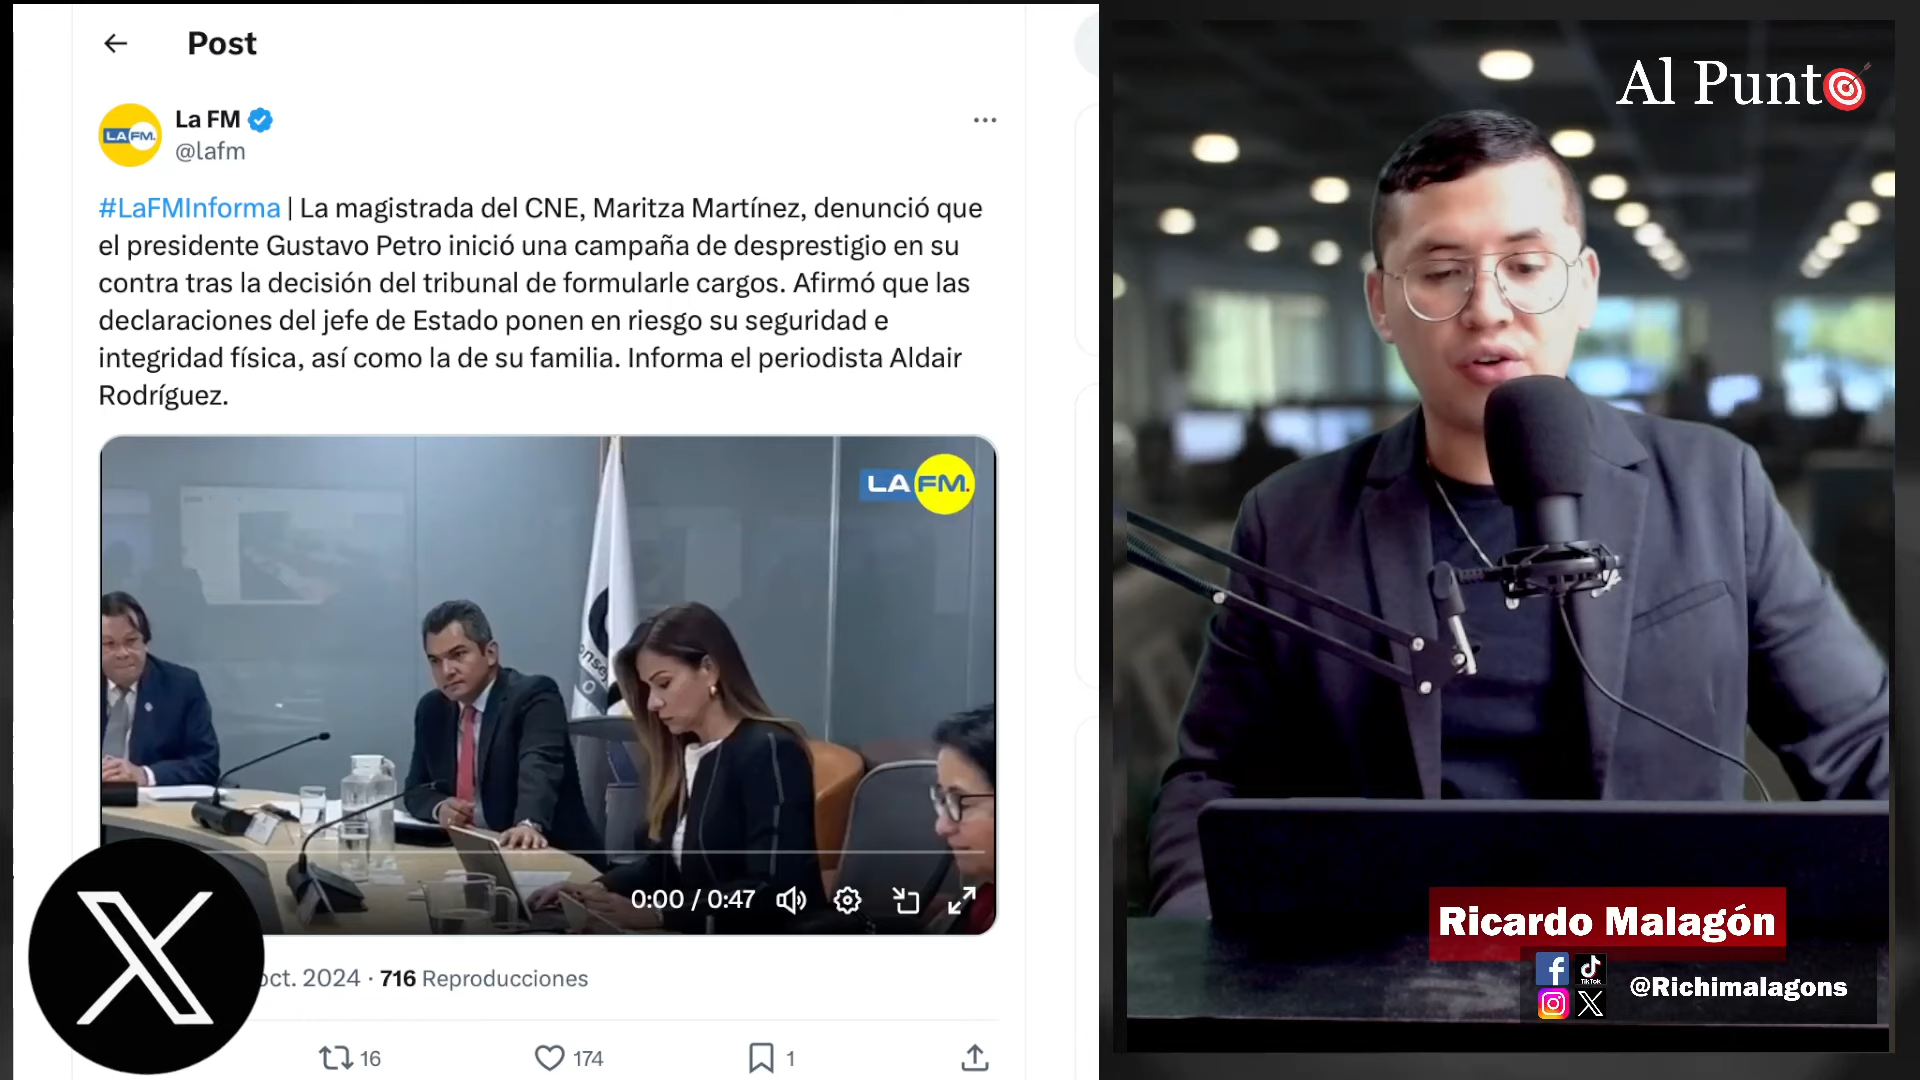 Post
La FM
@lafm
#LaFMInforma | La magistrada del CNE, Maritza Martínez, denunció que
el presidente Gustavo Petro inició una campaña de desprestigio en su
contra tras la decisión del tribunal de formularle cargos. Afirmó que las
declaraciones del jefe de Estado ponen en riesgo su seguridad e
integridad física, así como la de su familia. Informa el periodista Aldair
Rodríguez.
LA FM.
LA FM.
0:00 / 0:47
oct. 2024 · 716 Reproducciones
16
174
1
Al Punto
Ricardo Malagón
TikTok
@Richimalagons